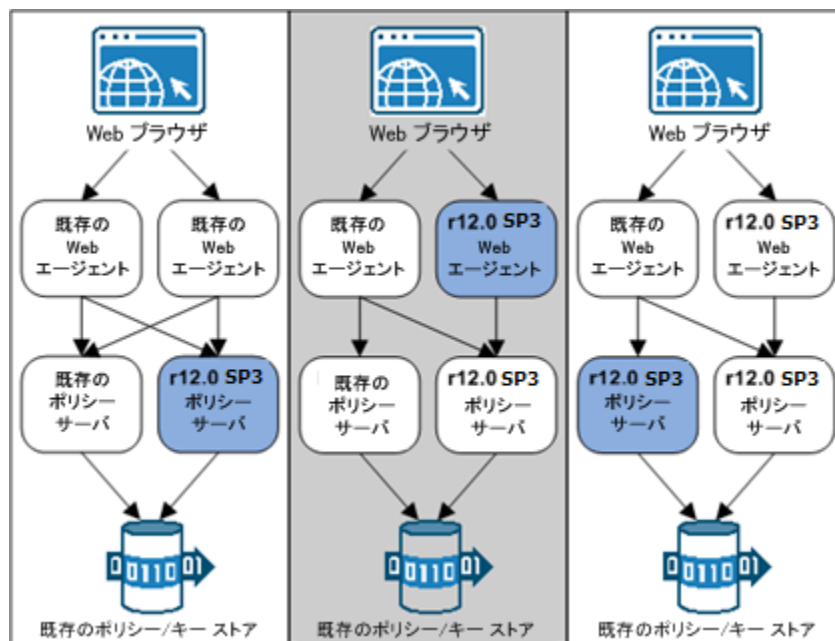 Web ブラウザ
既存の
Web
エージェント
既存の
Web
エージェント
既存の
ポリシー
サーバ
r12.0 SP3
ポリシー
サーバ
0 0110 01
既存のポリシー/キー ストア
Web ブラウザ
既存の
Web
エージェント
r12.0 SP3
Web
エージェント
既存の
ポリシー
サーバ
r12.0 SP3
ポリシー
サーバ
0 0110 01
既存のポリシー/キー ストア
Web ブラウザ
既存の
Web
エージェント
r12.0 SP3
Web
エージェント
r12.0 SP3
ポリシー
サーバ
r12.0 SP3
ポリシー
サーバ
0 0110 01
既存のポリシー/キー ストア